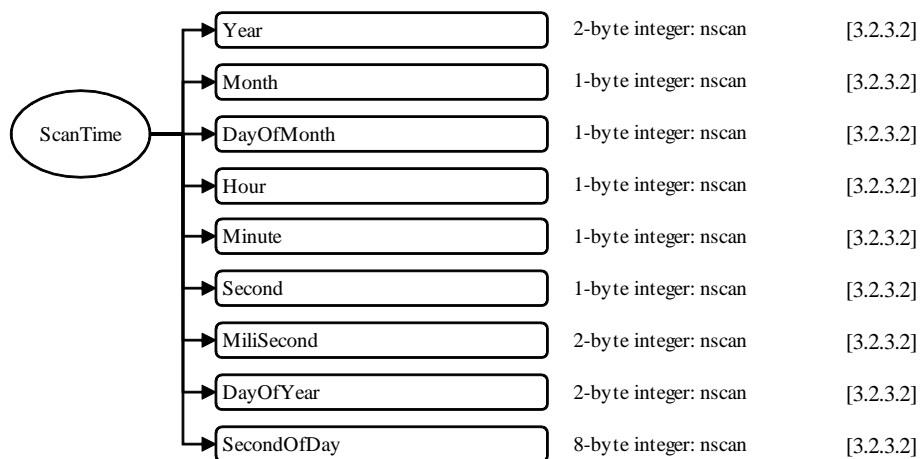 Year 2-byte integer: nscan [3.2.3.2]
Month 1-byte integer: nscan [3.2.3.2]
ScanTime
DayOfMonth 1-byte integer: nscan [3.2.3.2]
Hour 1-byte integer: nscan [3.2.3.2]
Minute 1-byte integer: nscan [3.2.3.2]
Second 1-byte integer: nscan [3.2.3.2]
MiliSecond 2-byte integer: nscan [3.2.3.2]
DayOfYear 2-byte integer: nscan [3.2.3.2]
SecondOfDay 8-byte integer: nscan [3.2.3.2]